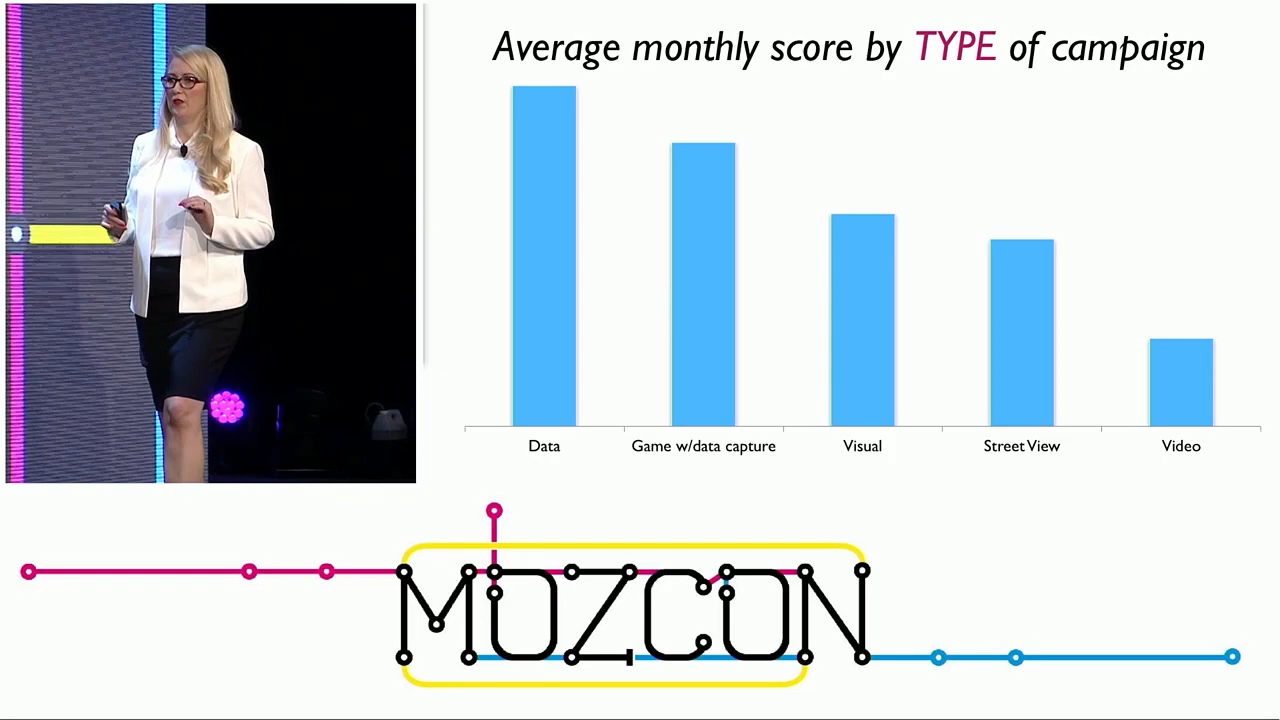 Average monthly score by TYPE of campaign
Data Game w/data capture Visual Street View Video
MOZCON